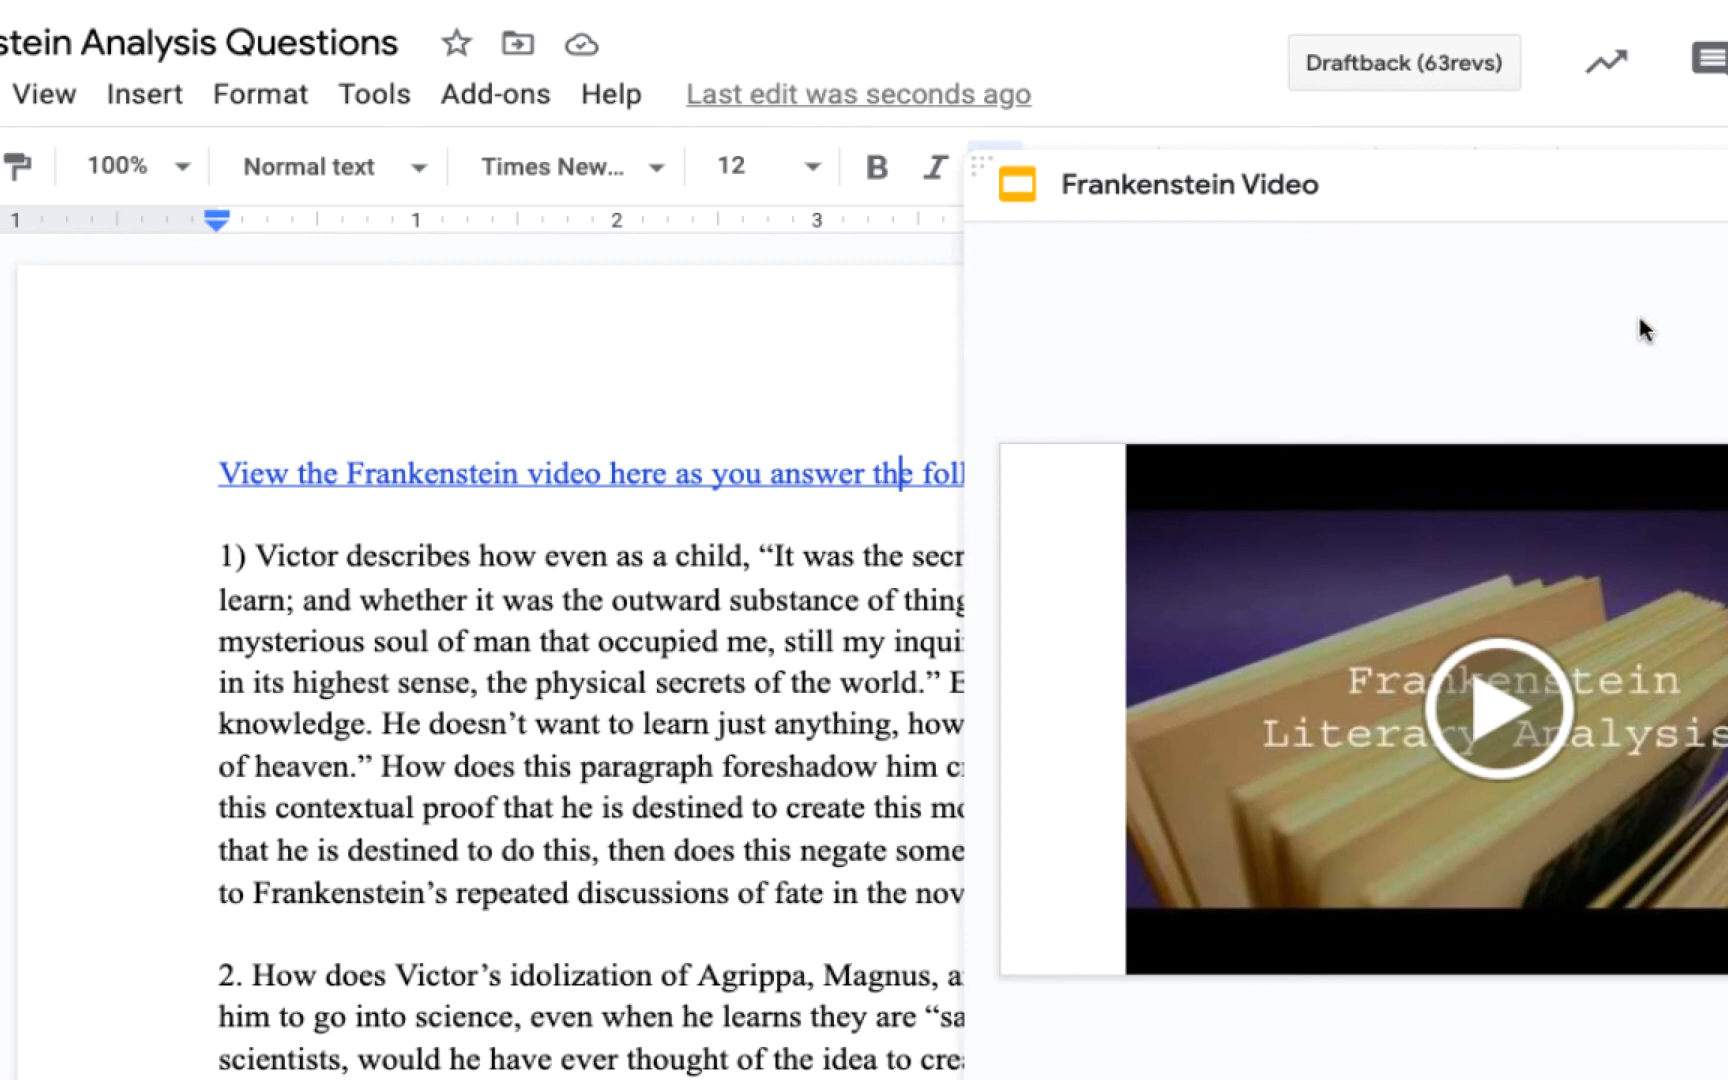 stein Analysis Questions
Draftback (63revs)
View Insert Format Tools Add-ons Help Last edit was seconds ago
100% Normal text Times New... 12 B I
Frankenstein Video
1 1 2 3
View the Frankenstein video here as you answer the foll
1) Victor describes how even as a child, “It was the secr
learn; and whether it was the outward substance of thing
mysterious soul of man that occupied me, still my inqui
in its highest sense, the physical secrets of the world.” E
knowledge. He doesn’t want to learn just anything, how
of heaven.” How does this paragraph foreshadow him c
this contextual proof that he is destined to create this mo
that he is destined to do this, then does this negate some
to Frankenstein’s repeated discussions of fate in the nov
2. How does Victor’s idolization of Agrippa, Magnus, a
him to go into science, even when he learns they are “sa
scientists, would he have ever thought of the idea to crea
Frankenstein
Literary Analysis